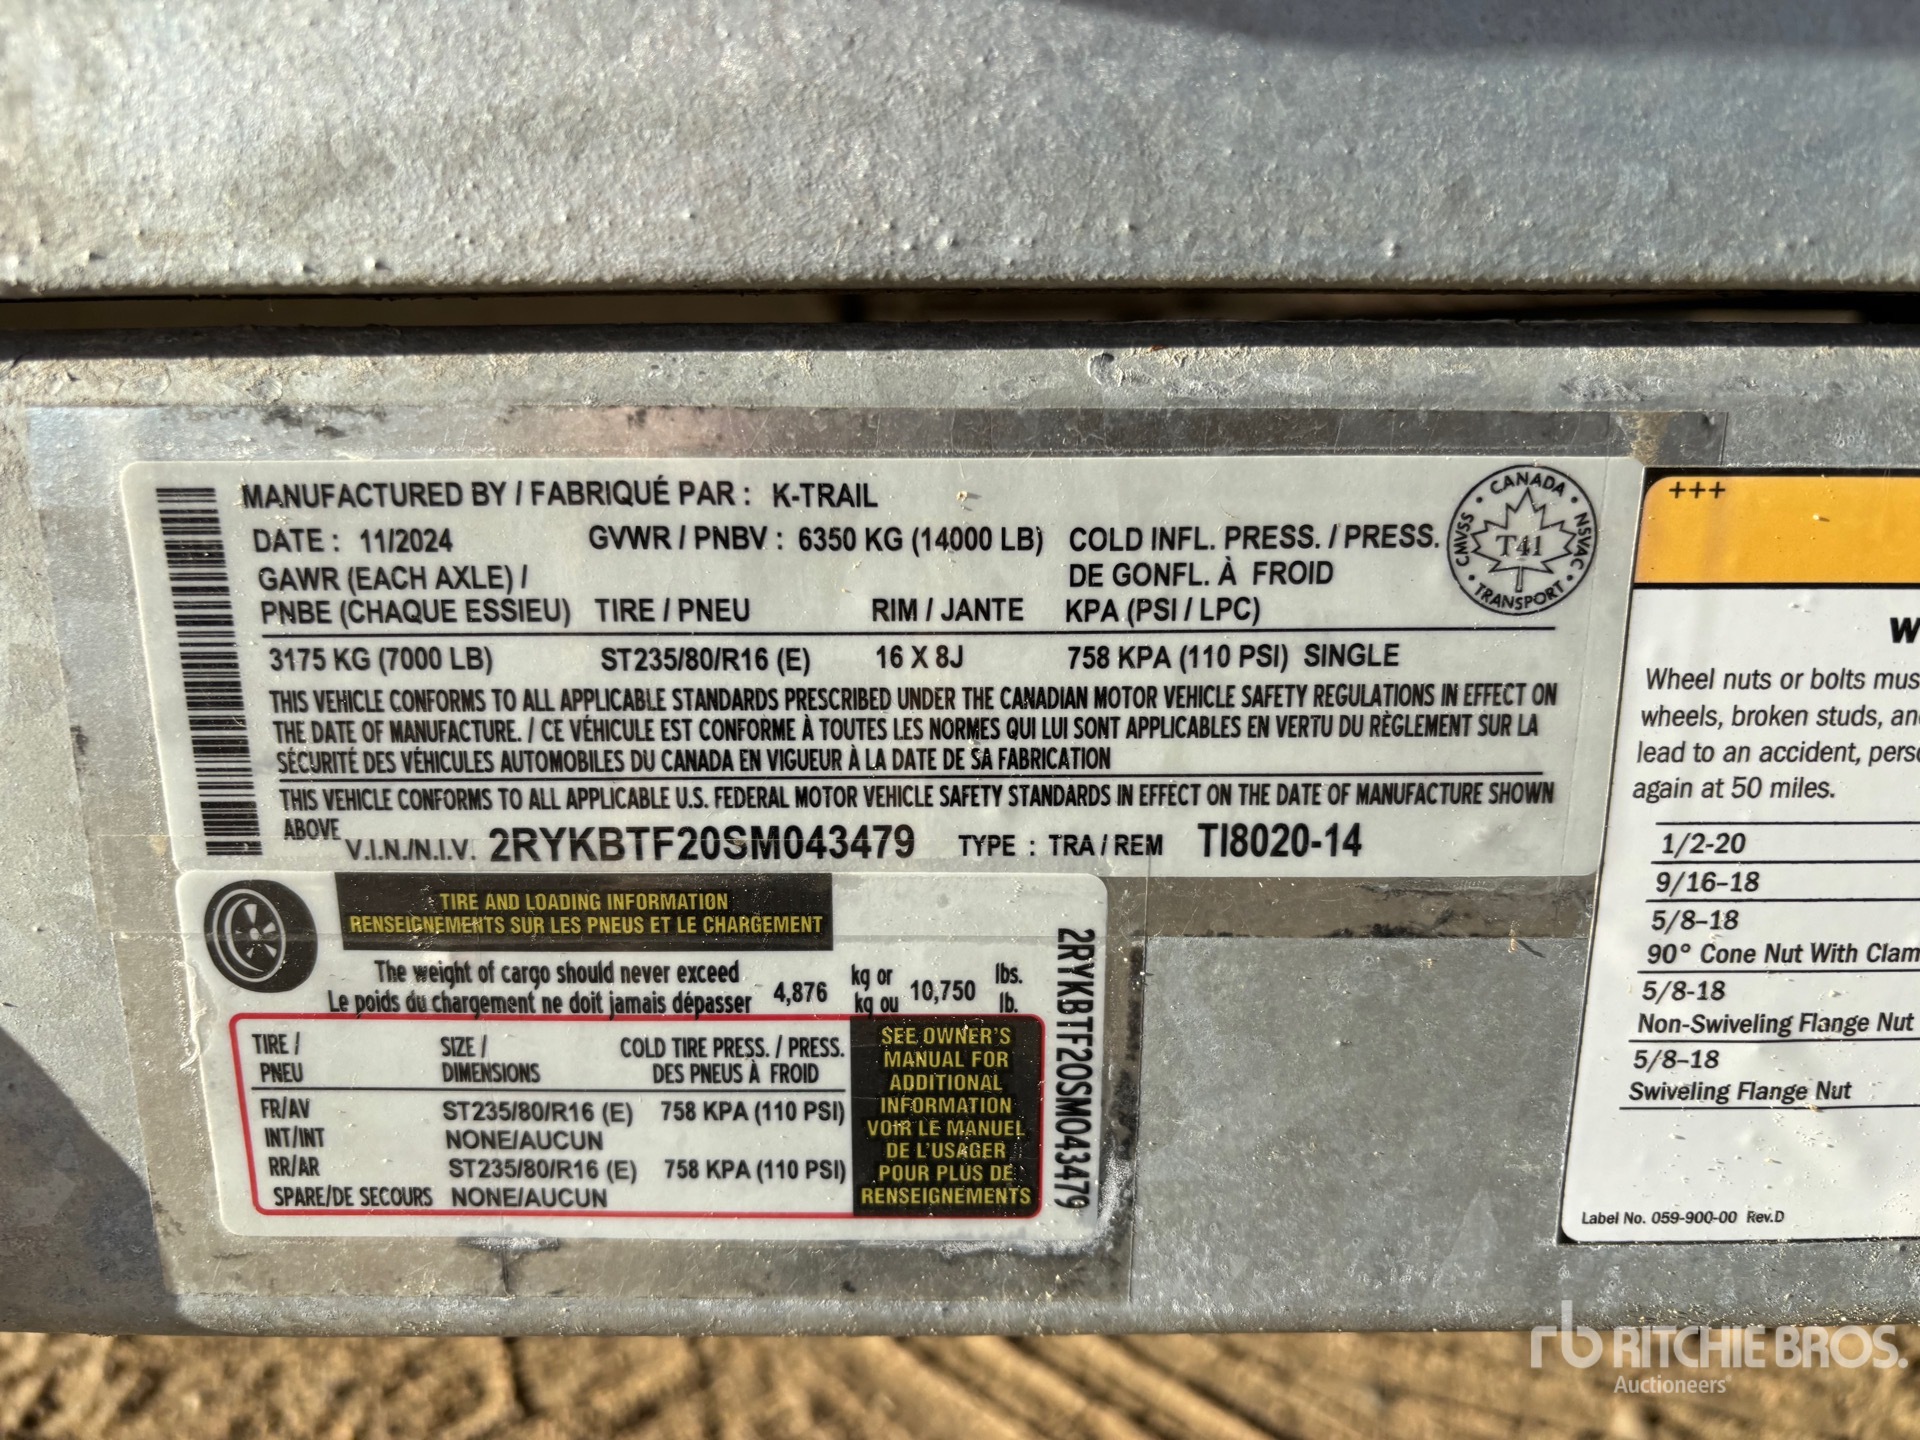 MANUFACTURED BY / FABRIQUÉ PAR : K-TRAIL
DATE : 11/2024 GVWR / PNBV : 6350 KG (14000 LB) COLD INFL. PRESS. / PRESS.
GAWR (EACH AXLE) / DE GONFL. À FROID
PNBE (CHAQUE ESSIEU) TIRE / PNEU RIM / JANTE KPA (PSI / LPC)
3175 KG (7000 LB) ST235/80/R16 (E) 16 X 8J 758 KPA (110 PSI) SINGLE
THIS VEHICLE CONFORMS TO ALL APPLICABLE STANDARDS PRESCRIBED UNDER THE CANADIAN MOTOR VEHICLE SAFETY REGULATIONS IN EFFECT ON
THE DATE OF MANUFACTURE. / CE VÉHICULE EST CONFORME À TOUTES LES NORMES QUI LUI SONT APPLICABLES EN VERTU DU RÈGLEMENT SUR LA
SÉCURITÉ DES VÉHICULES AUTOMOBILES DU CANADA EN VIGUEUR À LA DATE DE SA FABRICATION
THIS VEHICLE CONFORMS TO ALL APPLICABLE U.S. FEDERAL MOTOR VEHICLE SAFETY STANDARDS IN EFFECT ON THE DATE OF MANUFACTURE SHOWN
ABOVE
V.I.N./N.I.V. 2RYKBTF20SM043479 TYPE : TRA / REM TI8020-14
CANADA
CMVSS T41 NSVAC
TRANSPORT
TIRE AND LOADING INFORMATION
RENSEIGNEMENTS SUR LES PNEUS ET LE CHARGEMENT
The weight of cargo should never exceed kg or lbs.
Le poids du chargement ne doit jamais dépasser 4,876 kg ou 10,750 lb.
TIRE / SIZE / COLD TIRE PRESS. / PRESS.
PNEU DIMENSIONS DES PNEUS À FROID
FR/AV ST235/80/R16 (E) 758 KPA (110 PSI)
INT/INT NONE/AUCUN
RR/AR ST235/80/R16 (E) 758 KPA (110 PSI)
SPARE/DE SECOURS NONE/AUCUN
SEE OWNER'S
MANUAL FOR
ADDITIONAL
INFORMATION
VOIR LE MANUEL
DE L'USAGER
POUR PLUS DE
RENSEIGNEMENTS
2RYKBTF20SM043479
+++
W
Wheel nuts or bolts mus
wheels, broken studs, an
lead to an accident, pers
again at 50 miles.
1/2-20
9/16-18
5/8-18
90° Cone Nut With Clam
5/8-18
Non-Swiveling Flange Nut
5/8-18
Swiveling Flange Nut
Label No. 059-900-00 Rev.D
rb RITCHIE BROS.
Auctioneers